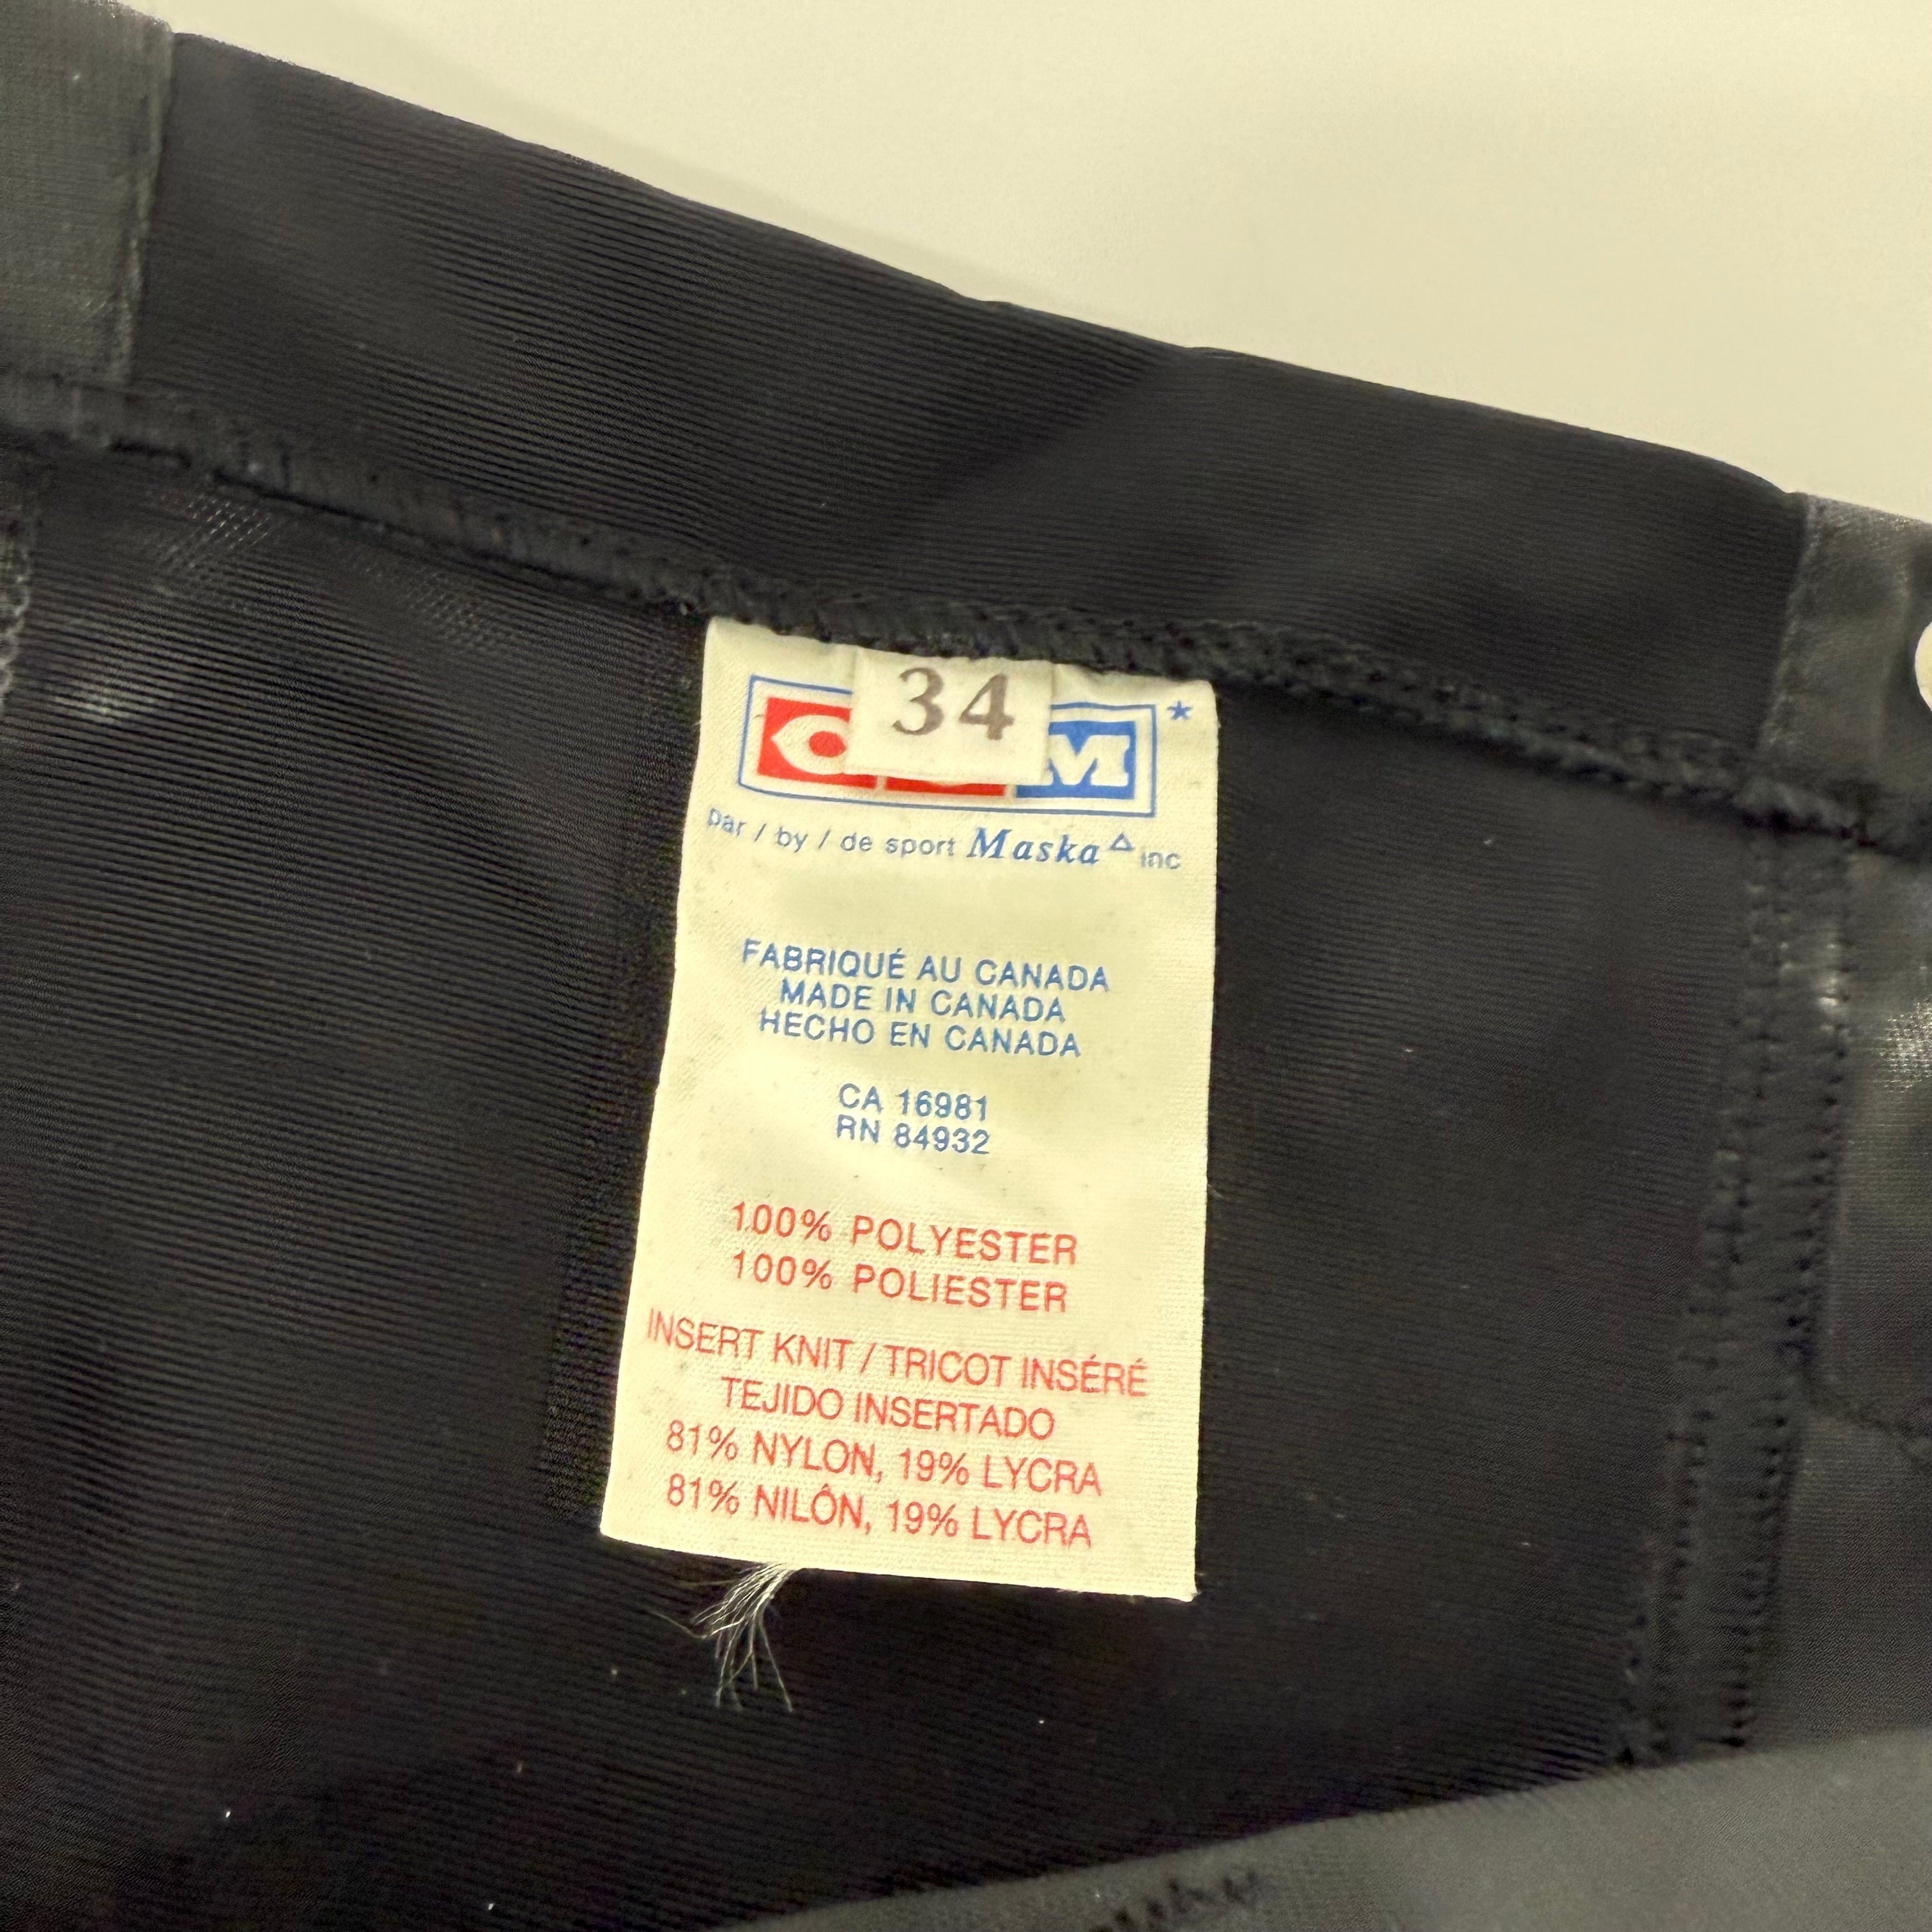 34
M
par / by / de sport Maska inc
FABRIQUÉ AU CANADA
MADE IN CANADA
HECHO EN CANADA
CA 16981
RN 84932
100% POLYESTER
100% POLIESTER
INSERT KNIT / TRICOT INSÉRÉ
TEJIDO INSERTADO
81% NYLON, 19% LYCRA
81% NILÔN, 19% LYCRA